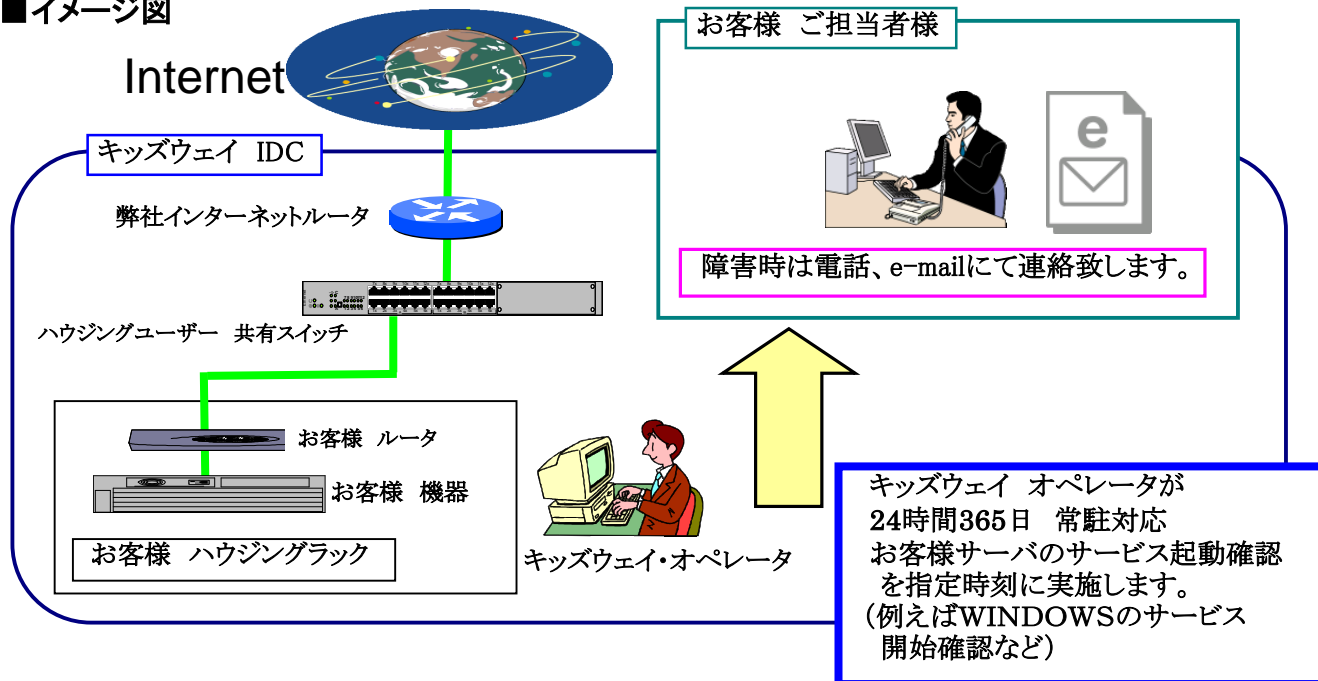 ■イメージ図
Internet
お客様 ご担当者様
キッズウェイ IDC
弊社インターネットルータ
e
障害時は電話、e-mailにて連絡致します。
ハウジングユーザー 共有スイッチ
お客様 ルータ
お客様 機器
お客様 ハウジングラック
キッズウェイ・オペレータ
キッズウェイ オペレータが
24時間365日 常駐対応
お客様サーバのサービス起動確認
を指定時刻に実施します。
(例えばWINDOWSのサービス
開始確認など)